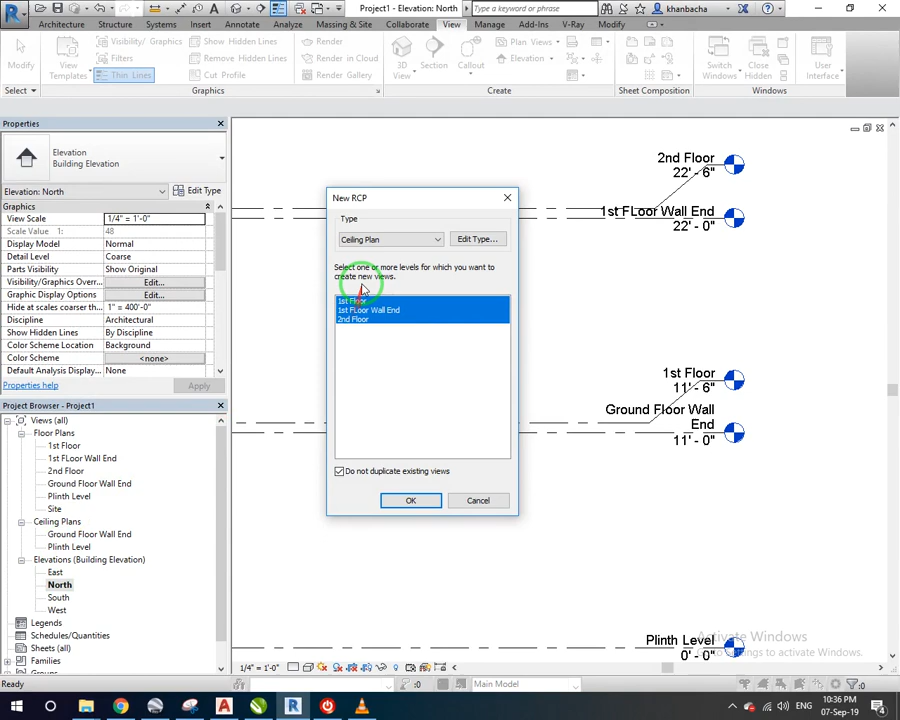 Project1 - Elevation: North
Type a keyword or phrase
khanbacha
Architecture Structure Systems Insert Annotate Analyze Massing & Site Collaborate View Manage Add-Ins V-Ray Modify
Visibility/ Graphics
Show Hidden Lines
Render
Plan Views
Filters
Remove Hidden Lines
Render in Cloud
Elevation
Modify
View
Templates
Thin Lines
Cut Profile
Render Gallery
3D
View
Section
Callout
Switch
Windows
Close
Hidden
User
Interface
Select
Graphics
Create
Sheet Composition
Windows
Properties
Elevation
Building Elevation
Elevation: North
Edit Type
Graphics
View Scale 1/4" = 1'-0"
Scale Value 1: 48
Display Model Normal
Detail Level Coarse
Parts Visibility Show Original
Visibility/Graphics Overr... Edit...
Graphic Display Options Edit...
Hide at scales coarser th... 1" = 400'-0"
Discipline Architectural
Show Hidden Lines By Discipline
Color Scheme Location Background
Color Scheme <none>
Default Analysis Display... None
Properties help
Apply
Project Browser - Project1
Views (all)
Floor Plans
1st Floor
1st FLoor Wall End
2nd Floor
Ground Floor Wall End
Plinth Level
Site
Ceiling Plans
Ground Floor Wall End
Plinth Level
Elevations (Building Elevation)
East
North
South
West
Legends
Schedules/Quantities
Sheets (all)
Families
Groups
New RCP
Type
Ceiling Plan
Edit Type...
Select one or more levels for which you want to
create new views.
1st Floor
1st FLoor Wall End
2nd Floor
Do not duplicate existing views
OK
Cancel
2nd Floor
22' - 6"
1st FLoor Wall End
22' - 0"
1st Floor
11' - 6"
Ground Floor Wall
End
11' - 0"
Plinth Level
0' - 0"
Activate Windows
Go to Settings to activate Windows.
1/4" = 1'-0"
Ready
:0
Main Model
:0
ENG
10:36 PM
07-Sep-19
4